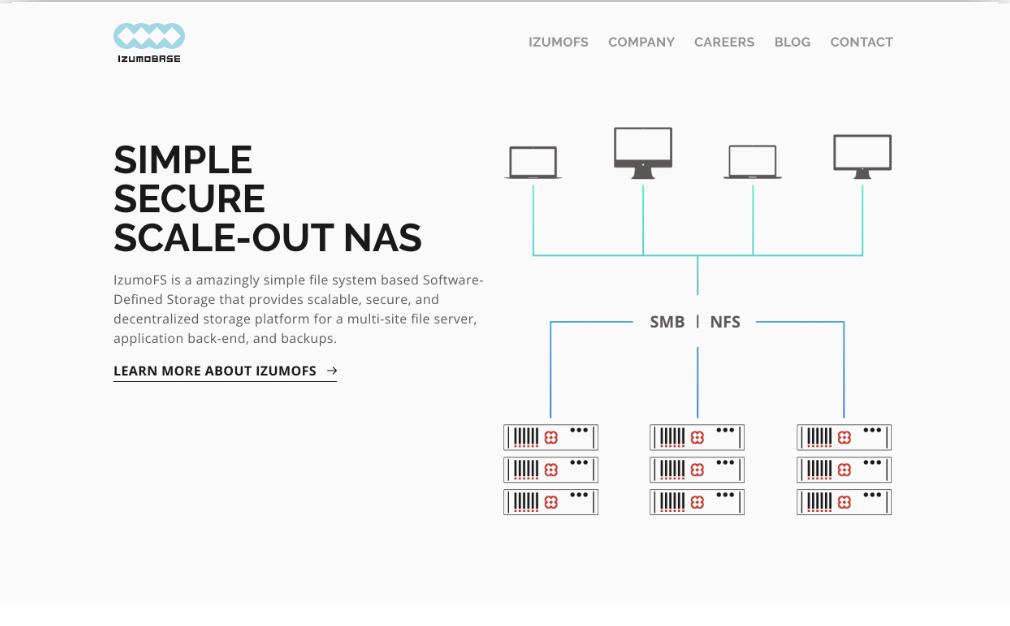 IZUMOBASE
IZUMOFS
COMPANY
CAREERS
BLOG
CONTACT
SIMPLE
SECURE
SCALE-OUT NAS
IzumoFS is a amazingly simple file system based Software-
Defined Storage that provides scalable, secure, and
decentralized storage platform for a multi-site file server,
application back-end, and backups.
LEARN MORE ABOUT IZUMOFS →
SMB | NFS